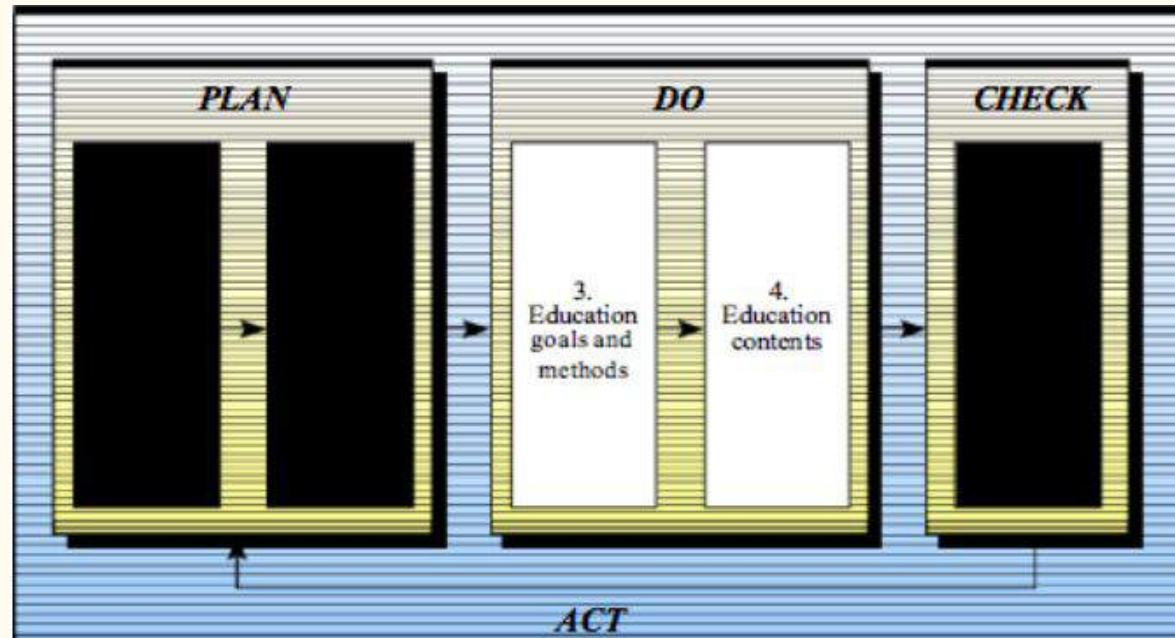 PLAN
DO
CHECK
3.
Education
goals and
methods
4.
Education
contents
ACT